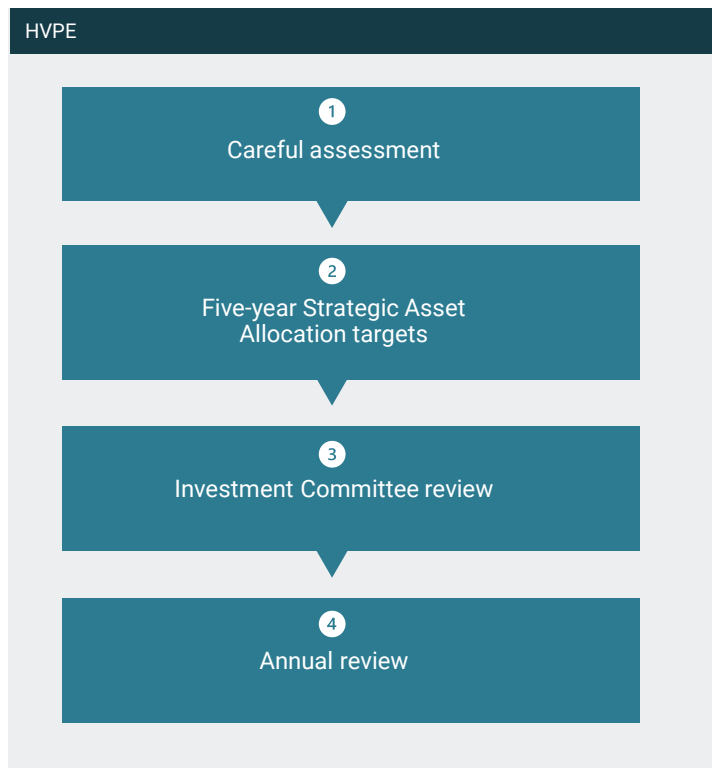 HVPE
1
Careful assessment
2
Five-year Strategic Asset
Allocation targets
3
Investment Committee review
4
Annual review